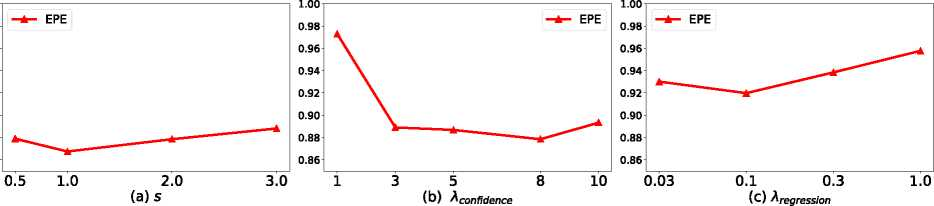 EPE
0.5 1.0 2.0 3.0
(a) s
1.00
0.98
0.96
0.94
0.92
0.90
0.88
0.86
EPE
1 3 5 8 10
(b) λconfidence
1.00
0.96
0.94
0.92
0.90
0.88
0.86
EPE
0.03 0.1 0.3 1.0
(c) λregression